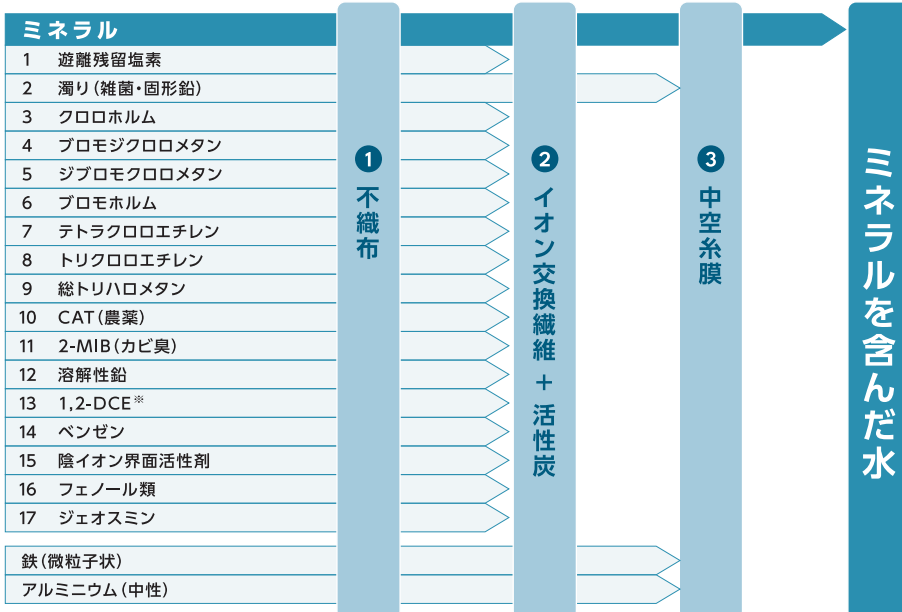 ミネラル
1 遊離残留塩素
2 濁り(雑菌・固形鉛)
3 クロロホルム
4 ブロモジクロロメタン
5 ジブロモクロロメタン
6 ブロモホルム
7 テトラクロロエチレン
8 トリクロロエチレン
9 総トリハロメタン
10 CAT(農薬)
11 2-MIB(カビ臭)
12 溶解性鉛
13 1,2-DCE※
14 ベンゼン
15 陰イオン界面活性剤
16 フェノール類
17 ジェオスミン
鉄(微粒子状)
アルミニウム(中性)
❶ 不織布
❷ イオン交換繊維 + 活性炭
❸ 中空糸膜
ミネラルを含んだ水